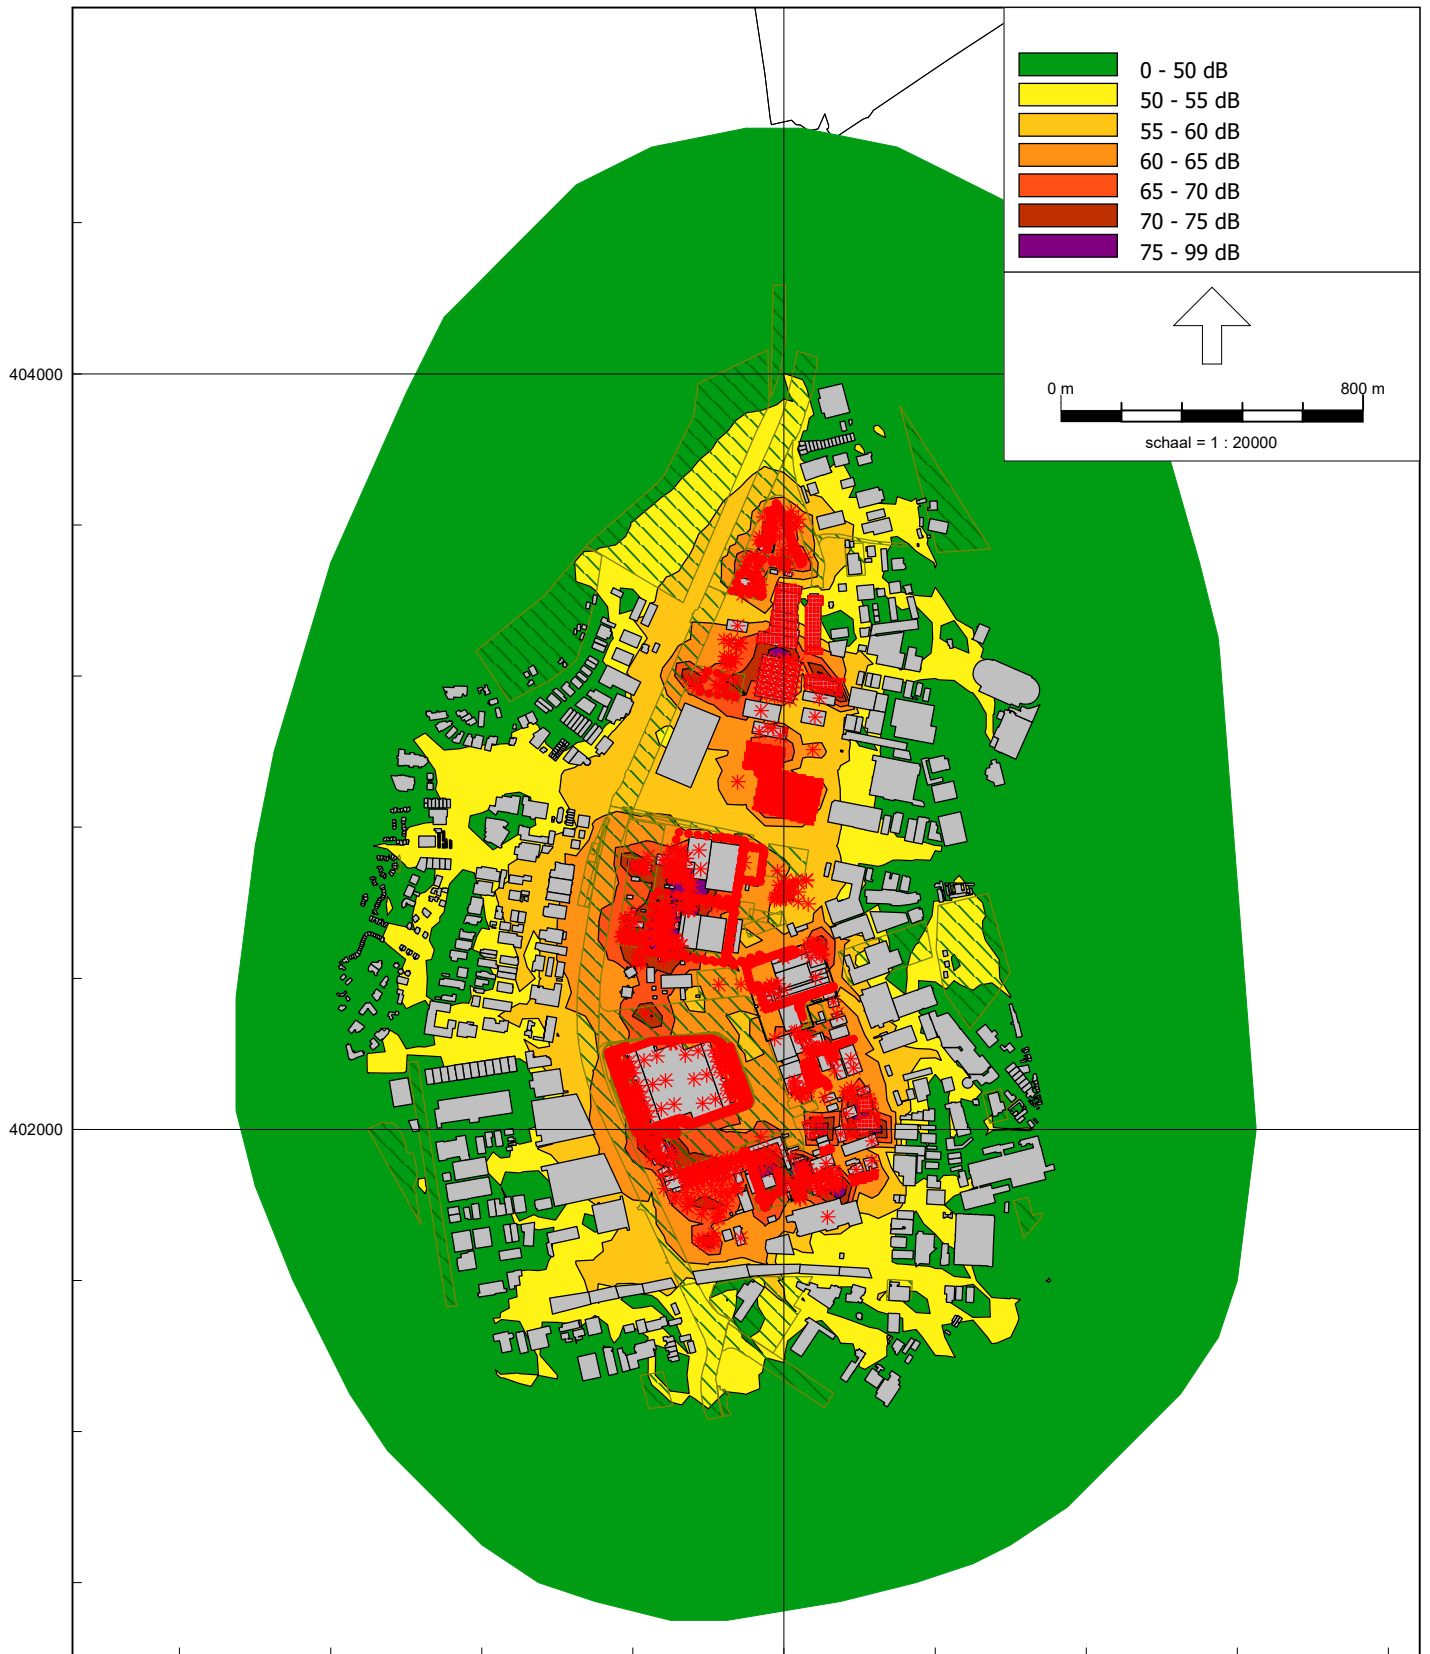 0 - 50 dB
50 - 55 dB
55 - 60 dB
60 - 65 dB
65 - 70 dB
70 - 75 dB
75 - 99 dB
0 m 800 m
schaal = 1 : 20000
404000
402000